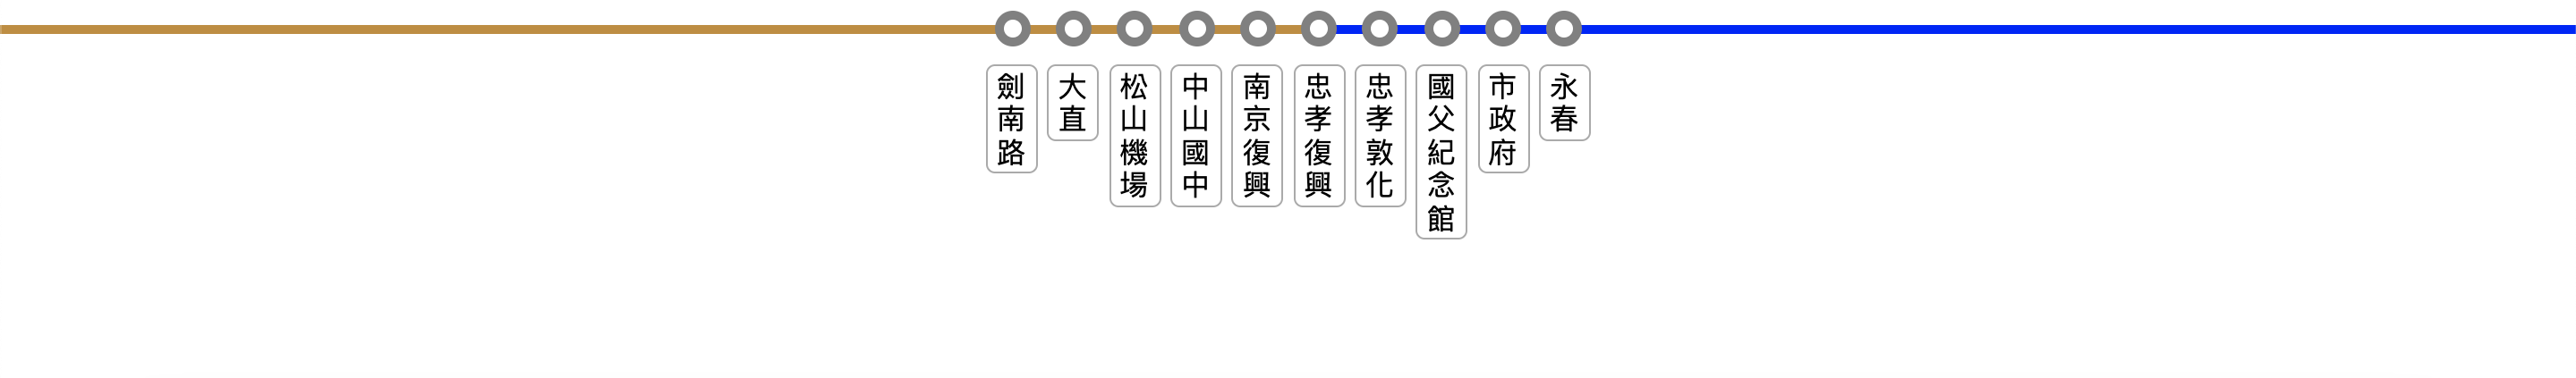 劍南路
大直
松山機場
中山國中
南京復興
忠孝復興
忠孝敦化
國父紀念館
市政府
永春